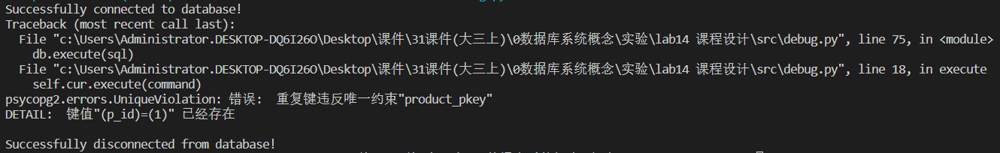 Successfully connected to database!
Traceback (most recent call last):
  File "c:\Users\Administrator.DESKTOP-DQ6I26O\Desktop\课件\31课件(大三上)\0数据库系统概念\实验\lab14 课程设计\src\debug.py", line 75, in <module>
    db.execute(sql)
  File "c:\Users\Administrator.DESKTOP-DQ6I26O\Desktop\课件\31课件(大三上)\0数据库系统概念\实验\lab14 课程设计\src\debug.py", line 18, in execute
    self.cur.execute(command)
psycopg2.errors.UniqueViolation: 错误:  重复键违反唯一约束"product_pkey"
DETAIL:  键值"(p_id)=(1)" 已经存在
Successfully disconnected from database!